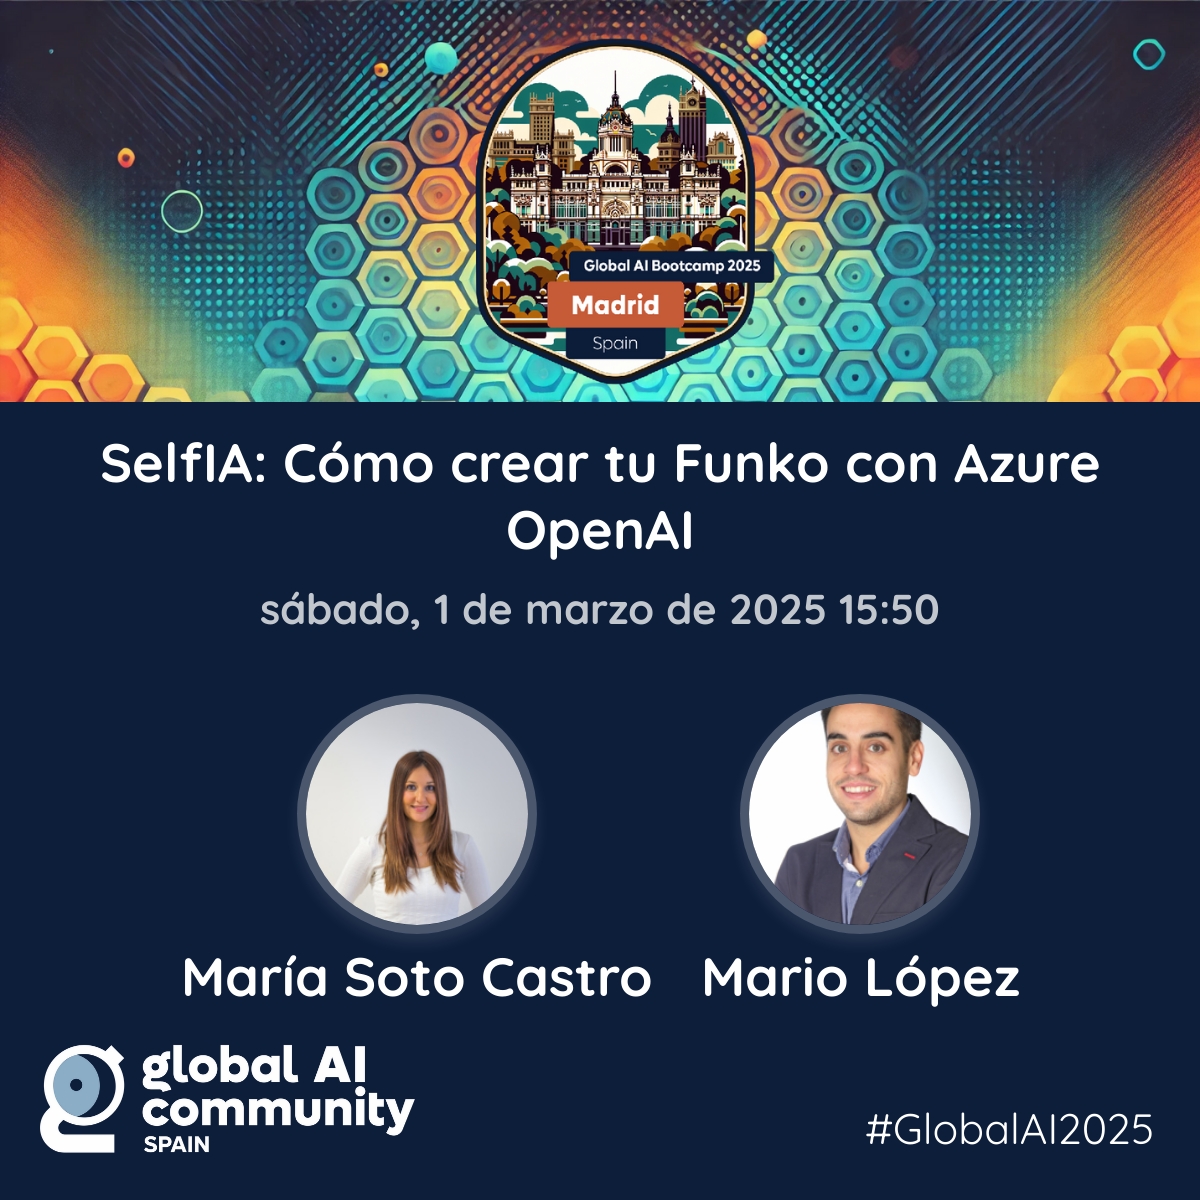 Global AI Bootcamp 2025
Madrid
Spain
SelfIA: Cómo crear tu Funko con Azure
OpenAI
sábado, 1 de marzo de 2025 15:50
María Soto Castro
Mario López
global AI
community
SPAIN
#GlobalAI2025